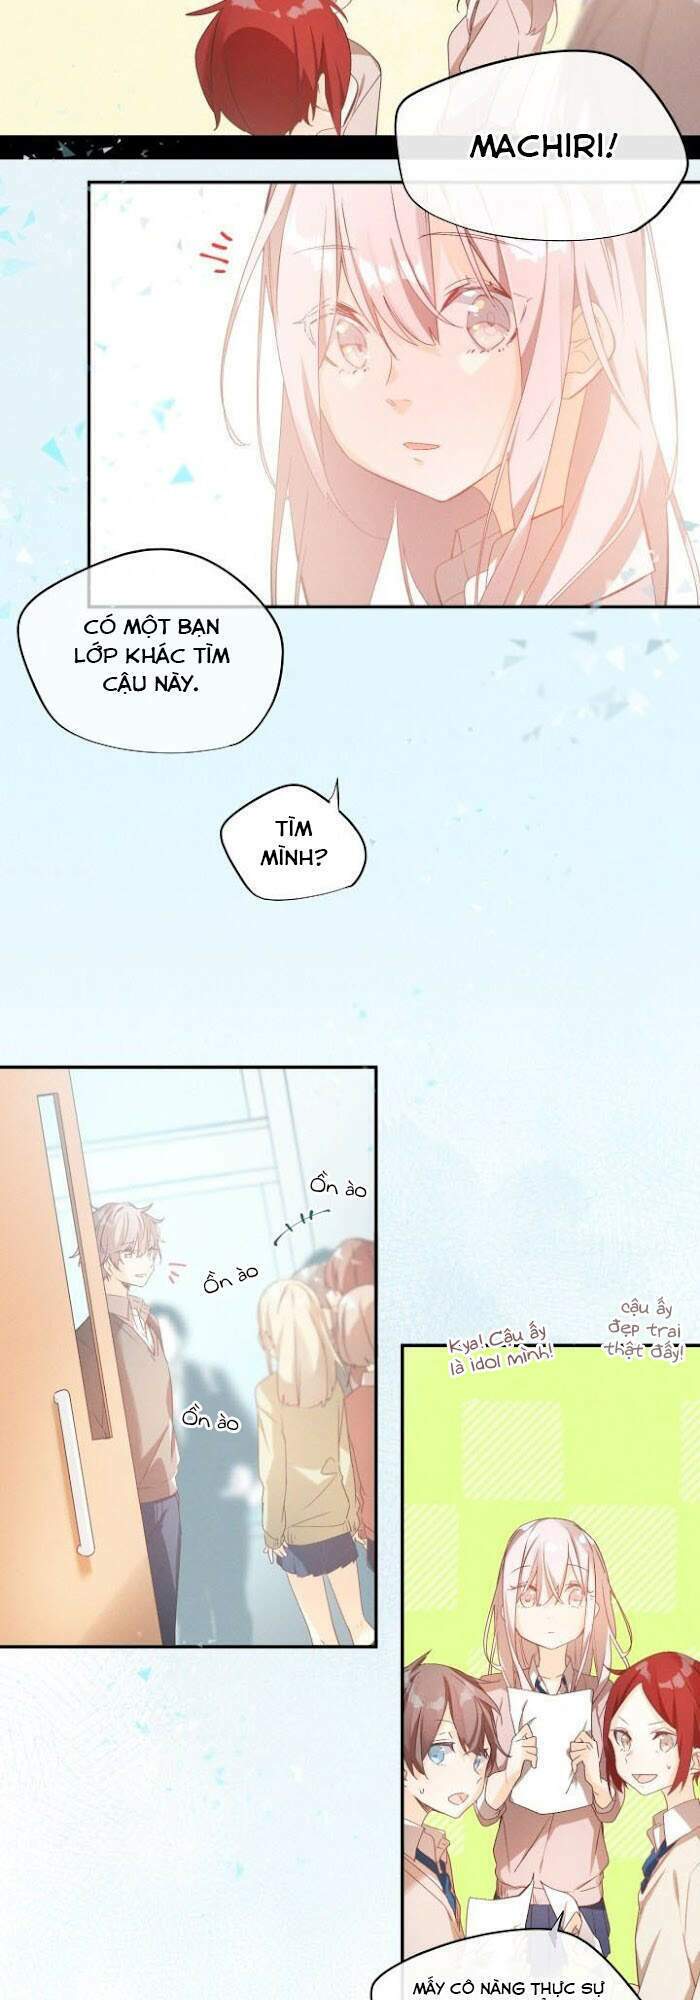 MACHIRI!
CÓ MỘT BẠN
LỚP KHÁC TÌM
CẬU NÀY.
TÌM
MÌNH?
Ồn ào
Ồn ào
Ồn ào
Kya! Cậu ấy
là idol mình!
cậu ấy
đẹp trai
thật đấy!
MẤY CÔ NÀNG THỰC SỰ